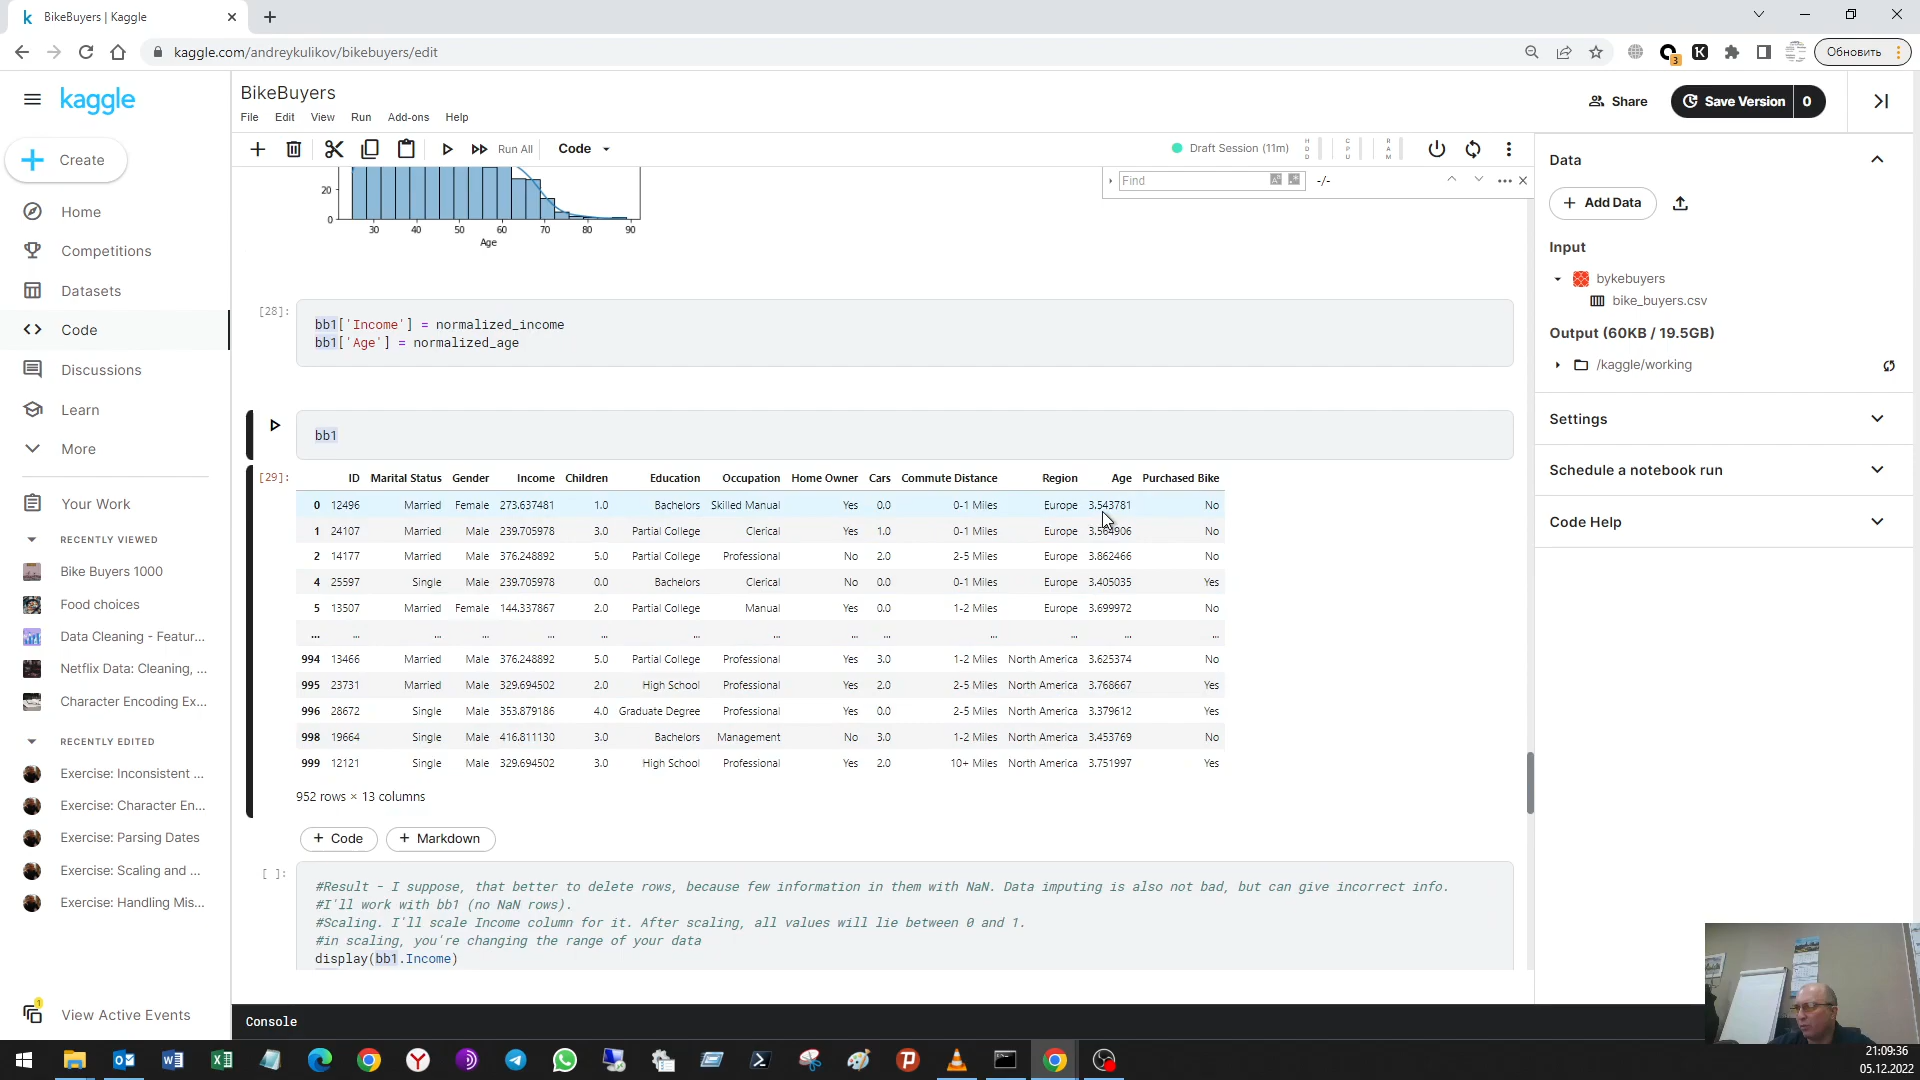 BikeBuyers | Kaggle
kaggle.com/andreykulikov/bikebuyers/edit
3
Обновить
kaggle
BikeBuyers
File Edit View Run Add-ons Help
Share
Save Version 0
Create
Run All
Code
Draft Session (11m)
HDD
CPU
RAM
Find
-/-
Home
Competitions
Datasets
Code
Discussions
Learn
More
Your Work
RECENTLY VIEWED
Bike Buyers 1000
Food choices
Data Cleaning - Featur...
Netflix Data: Cleaning, ...
Character Encoding Ex...
RECENTLY EDITED
Exercise: Inconsistent ...
Exercise: Character En...
Exercise: Parsing Dates
Exercise: Scaling and ...
Exercise: Handling Mis...
1
View Active Events
20
0
30 40 50 60 70 80 90
Age
[28]:
bb1['Income'] = normalized_income
bb1['Age'] = normalized_age
bb1
[29]:
ID Marital Status Gender Income Children Education Occupation Home Owner Cars Commute Distance Region Age Purchased Bike
0 12496 Married Female 273.637481 1.0 Bachelors Skilled Manual Yes 0.0 0-1 Miles Europe 3.543781 No
1 24107 Married Male 239.705978 3.0 Partial College Clerical Yes 1.0 0-1 Miles Europe 3.564906 No
2 14177 Married Male 376.248892 5.0 Partial College Professional No 2.0 2-5 Miles Europe 3.862466 No
4 25597 Single Male 239.705978 0.0 Bachelors Clerical No 0.0 0-1 Miles Europe 3.405035 Yes
5 13507 Married Female 144.337867 2.0 Partial College Manual Yes 0.0 1-2 Miles Europe 3.699972 No
... ... ... ... ... ... ... ... ... ... ... ... ... ...
994 13466 Married Male 376.248892 5.0 Partial College Professional Yes 3.0 1-2 Miles North America 3.625374 No
995 23731 Married Male 329.694502 2.0 High School Professional Yes 2.0 2-5 Miles North America 3.768667 Yes
996 28672 Single Male 353.879186 4.0 Graduate Degree Professional Yes 0.0 2-5 Miles North America 3.379612 Yes
998 19664 Single Male 416.811130 3.0 Bachelors Management No 3.0 1-2 Miles North America 3.453769 No
999 12121 Single Male 329.694502 3.0 High School Professional Yes 2.0 10+ Miles North America 3.751997 Yes
952 rows × 13 columns
+ Code + Markdown
[ ]:
#Result - I suppose, that better to delete rows, because few information in them with NaN. Data imputing is also not bad, but can give incorrect info.
#I'll work with bb1 (no NaN rows).
#Scaling. I'll scale Income column for it. After scaling, all values will lie between 0 and 1.
#in scaling, you're changing the range of your data
display(bb1.Income)
Console
Data
Add Data
Input
bykebuyers
bike_buyers.csv
Output (60KB / 19.5GB)
/kaggle/working
Settings
Schedule a notebook run
Code Help
21:09:36
05.12.2022